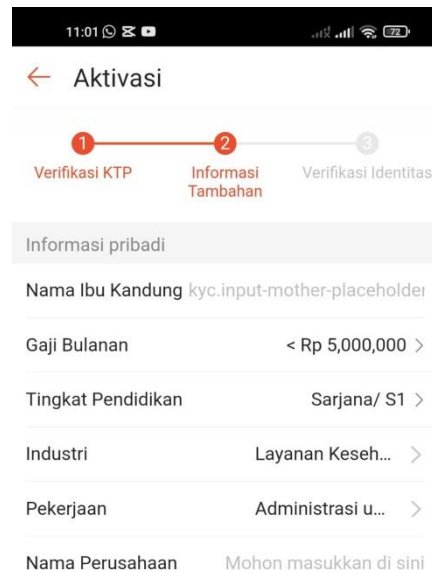 11:01 72
Aktivasi
1 2 3
Verifikasi KTP Informasi Tambahan Verifikasi Identitas
Informasi pribadi
Nama Ibu Kandung kyc.input-mother-placeholder
Gaji Bulanan < Rp 5,000,000 >
Tingkat Pendidikan Sarjana/ S1 >
Industri Layanan Keseh... >
Pekerjaan Administrasi u... >
Nama Perusahaan Mohon masukkan di sini